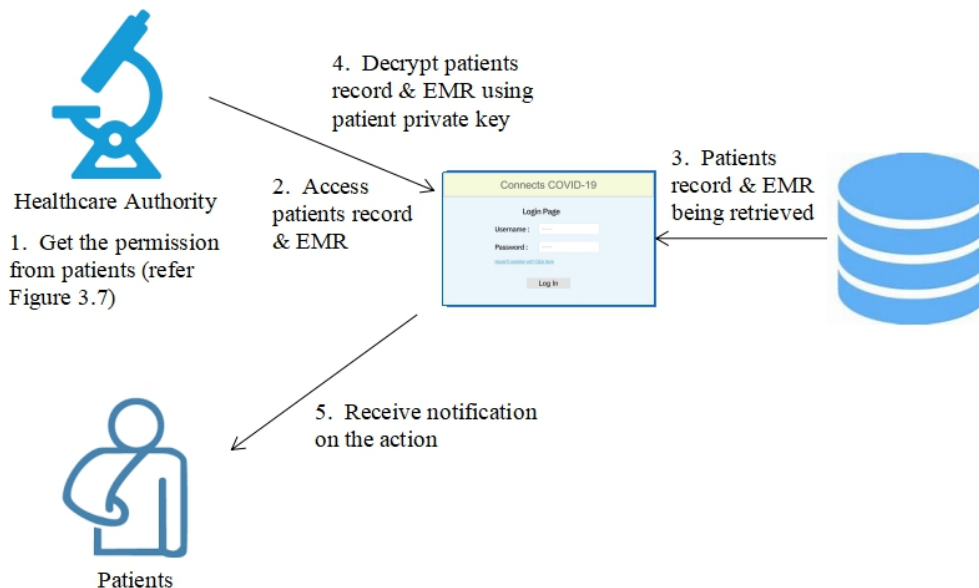 4. Decrypt patients
record & EMR using
patient private key
Healthcare Authority
1. Get the permission
from patients (refer
Figure 3.7)
2. Access
patients record
& EMR
3. Patients
record & EMR
being retrieved
Connects COVID-19
Login Page
Username :
Password :
Log In
5. Receive notification
on the action
Patients